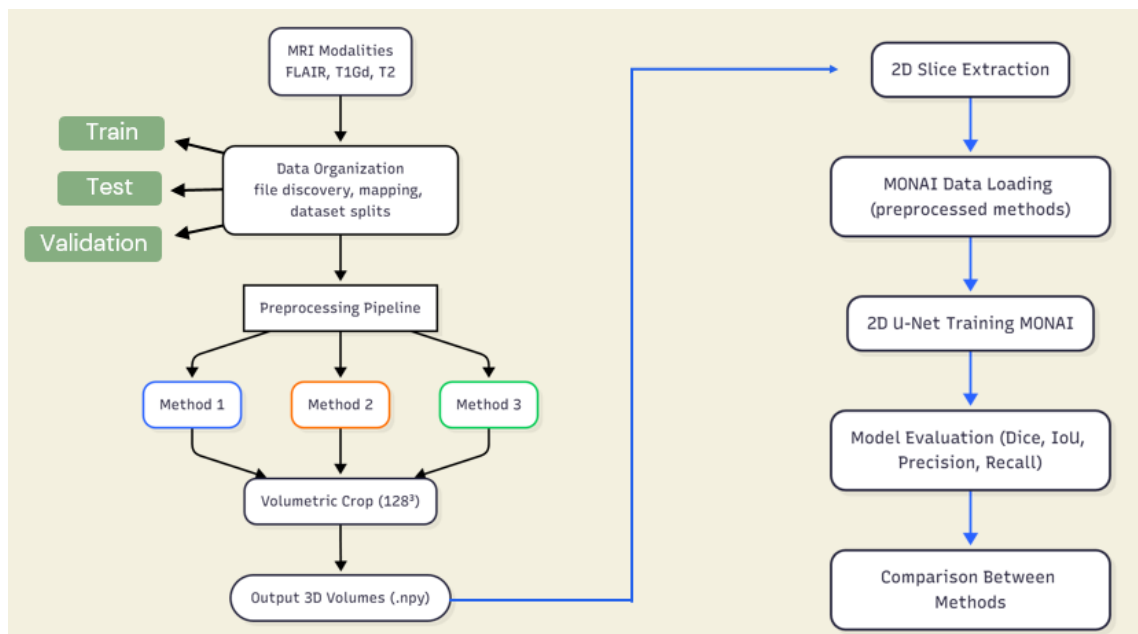 MRI Modalities
FLAIR, T1Gd, T2
Train
Test
Validation
Data Organization
file discovery, mapping,
dataset splits
Preprocessing Pipeline
Method 1
Method 2
Method 3
Volumetric Crop (128³)
Output 3D Volumes (.npy)
2D Slice Extraction
MONAI Data Loading
(preprocessed methods)
2D U-Net Training MONAI
Model Evaluation (Dice, IoU,
Precision, Recall)
Comparison Between
Methods